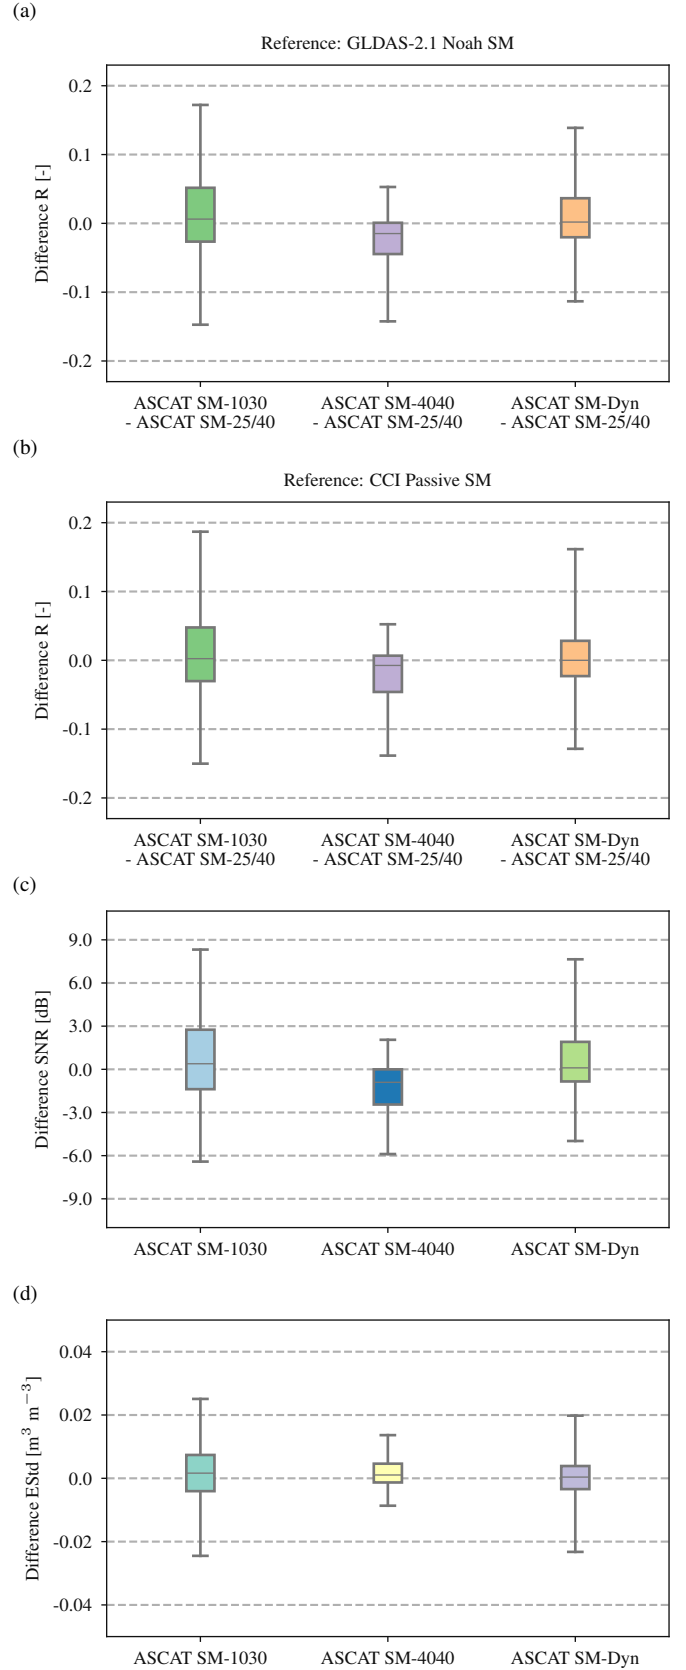 (a)
Reference: GLDAS-2.1 Noah SM
Difference R [-]
0.2
0.1
0.0
-0.1
-0.2
ASCAT SM-1030 ASCAT SM-4040 ASCAT SM-Dyn
- ASCAT SM-25/40 - ASCAT SM-25/40 - ASCAT SM-25/40
(b)
Reference: CCI Passive SM
Difference R [-]
0.2
0.1
0.0
-0.1
-0.2
ASCAT SM-1030 ASCAT SM-4040 ASCAT SM-Dyn
- ASCAT SM-25/40 - ASCAT SM-25/40 - ASCAT SM-25/40
(c)
Difference SNR [dB]
9.0
6.0
3.0
0.0
-3.0
-6.0
-9.0
ASCAT SM-1030 ASCAT SM-4040 ASCAT SM-Dyn
(d)
Difference EStd [m³ m⁻³]
0.04
0.02
0.0
-0.02
-0.04
ASCAT SM-1030 ASCAT SM-4040 ASCAT SM-Dyn